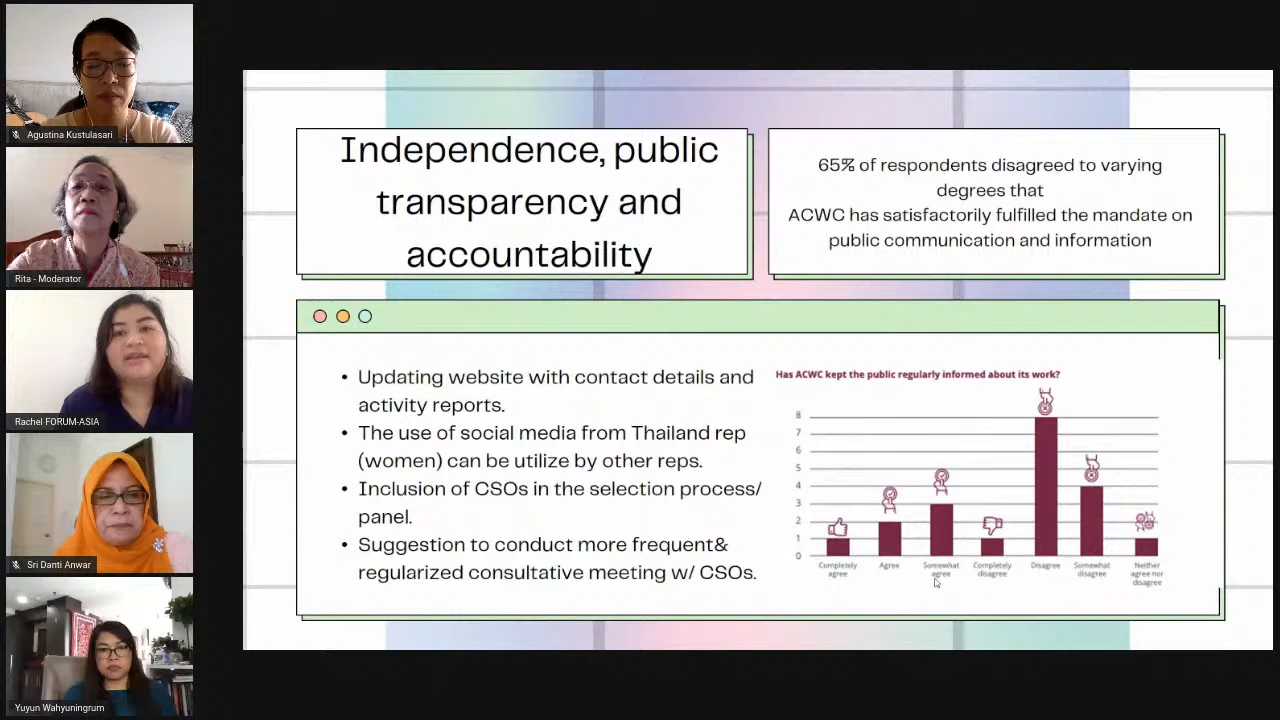 Agustina Kustulasari
Rita - Moderator
Rachel FORUM-ASIA
Sri Danti Anwar
Yuyun Wahyuningrum
Independence, public
transparency and
accountability
65% of respondents disagreed to varying
degrees that
ACWC has satisfactorily fulfilled the mandate on
public communication and information
• Updating website with contact details and
activity reports.
• The use of social media from Thailand rep
(women) can be utilize by other reps.
• Inclusion of CSOs in the selection process/
panel.
• Suggestion to conduct more frequent&
regularized consultative meeting w/ CSOs.
Has ACWC kept the public regularly informed about its work?
8
7
6
5
4
3
2
1
0
Completely
agree
Agree
Somewhat
agree
Completely
disagree
Disagree
Somewhat
disagree
Neither
agree nor
disagree